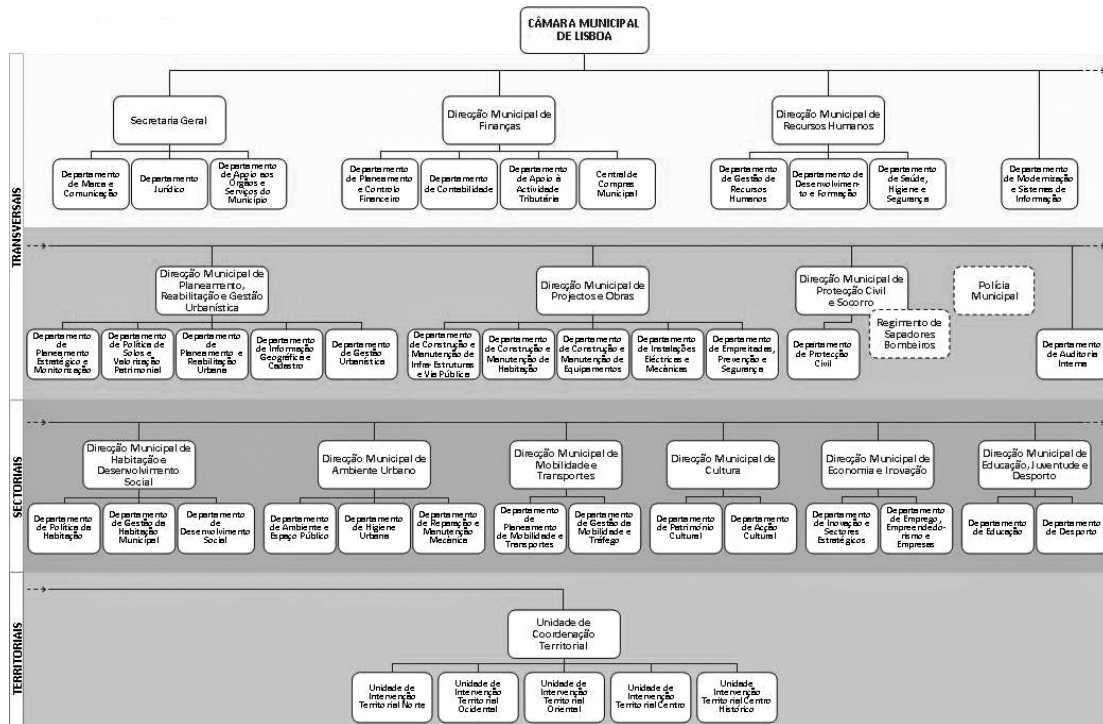 CÂMARA MUNICIPAL
DE LISBOA
TRANSVERSAIS
Secretaria Geral
Direcção Municipal de
Finanças
Direcção Municipal de
Recursos Humanos
Departamento
de Marca e
Comunicação
Departamento
Jurídico
Departamento
de Apoio aos
Órgãos e
Serviços do
Município
Departamento
de Planeamento
e Controlo
Financeiro
Departamento
de Contabilidade
Departamento
de Apoio à
Actividade
Tributária
Central de
Compras
Municipal
Departamento
de Gestão de
Recursos
Humanos
Departamento de
Desenvolvimen-
to e Formação
Departamento
de Saúde,
Higiene e
Segurança
Departamento
de Modernização
e Sistemas de
Informação
Direcção Municipal de
Planeamento,
Reabilitação e Gestão
Urbanística
Direcção Municipal de
Projectos e Obras
Direcção Municipal de
Protecção Civil
e Socorro
Polícia
Municipal
Regimento de
Sapadores
Bombeiros
Departamento
de
Planeamento
Estratégico e
Monitorização
Departamento
de Política de
Solos e
Valorização
Patrimonial
Departamento
de
Planeamento e
Reabilitação
Urbana
Departamento
de Informação
Geográfica e
Cadastro
Departamento
de Gestão
Urbanística
Departamento
de Construção e
Manutenção de
Infra-Estruturas
e Via Pública
Departamento
de Construção e
Manutenção de
Habitação
Departamento
de Construção e
Manutenção de
Equipamentos
Departamento
de Instalações
Eléctricas e
Mecânicas
Departamento
de Empreitadas,
Prevenção e
Segurança
Departamento
de Protecção
Civil
Departamento
de Auditoria
Interna
SECTORIAIS
Direcção Municipal de
Habitação e
Desenvolvimento
Social
Direcção Municipal de
Ambiente Urbano
Direcção Municipal de
Mobilidade e
Transportes
Direcção Municipal de
Cultura
Direcção Municipal de
Economia e Inovação
Direcção Municipal de
Educação, Juventude e
Desporto
Departamento
de Política da
Habitação
Departamento
de Gestão da
Habitação
Municipal
Departamento
de
Desenvolvimento
Social
Departamento
de Ambiente e
Espaço Público
Departamento
de Higiene
Urbana
Departamento
de Reparação e
Manutenção
Mecânica
Departamento
de
Planeamento
de Mobilidade e
Transportes
Departamento
de Gestão da
Mobilidade e
Tráfego
Departamento
de Património
Cultural
Departamento
de Acção
Cultural
Departamento
de Inovação e
Sectores
Estratégicos
Departamento
de Emprego,
Empreendedo-
rismo e
Empresas
Departamento
de Educação
Departamento
de Desporto
TERRITORIAIS
Unidade de
Coordenação
Territorial
Unidade de
Intervenção
Territorial Norte
Unidade de
Intervenção
Territorial
Ocidental
Unidade de
Intervenção
Territorial
Oriental
Unidade de
Intervenção
Territorial Centro
Unidade de
Intervenção
Territorial Centro
Histórico